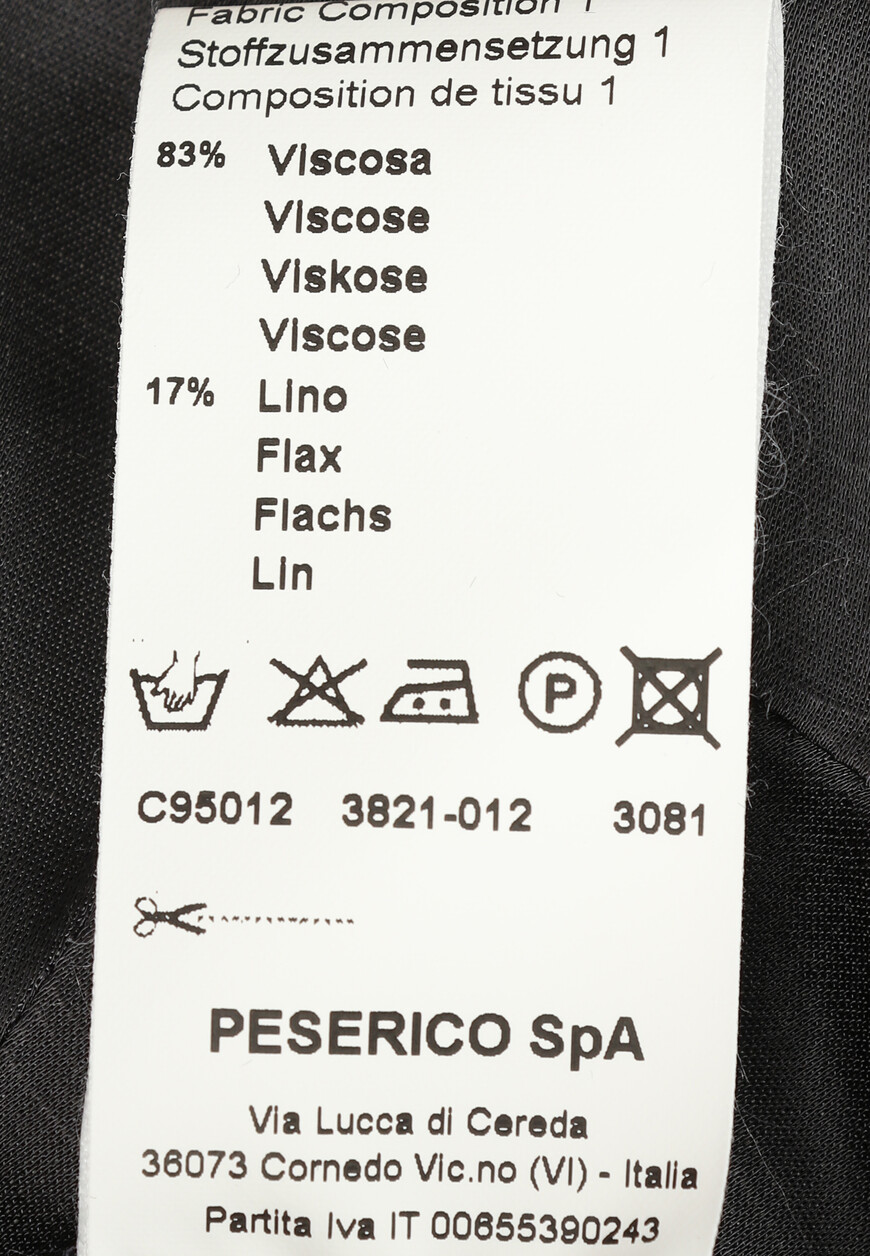 Fabric Composition 1
Stoffzusammensetzung 1
Composition de tissu 1
83% Viscosa
Viscose
Viskose
Viscose
17% Lino
Flax
Flachs
Lin
P
C95012 3821-012 3081
PESERICO SpA
Via Lucca di Cereda
36073 Cornedo Vic.no (VI) - Italia
Partita Iva IT 00655390243